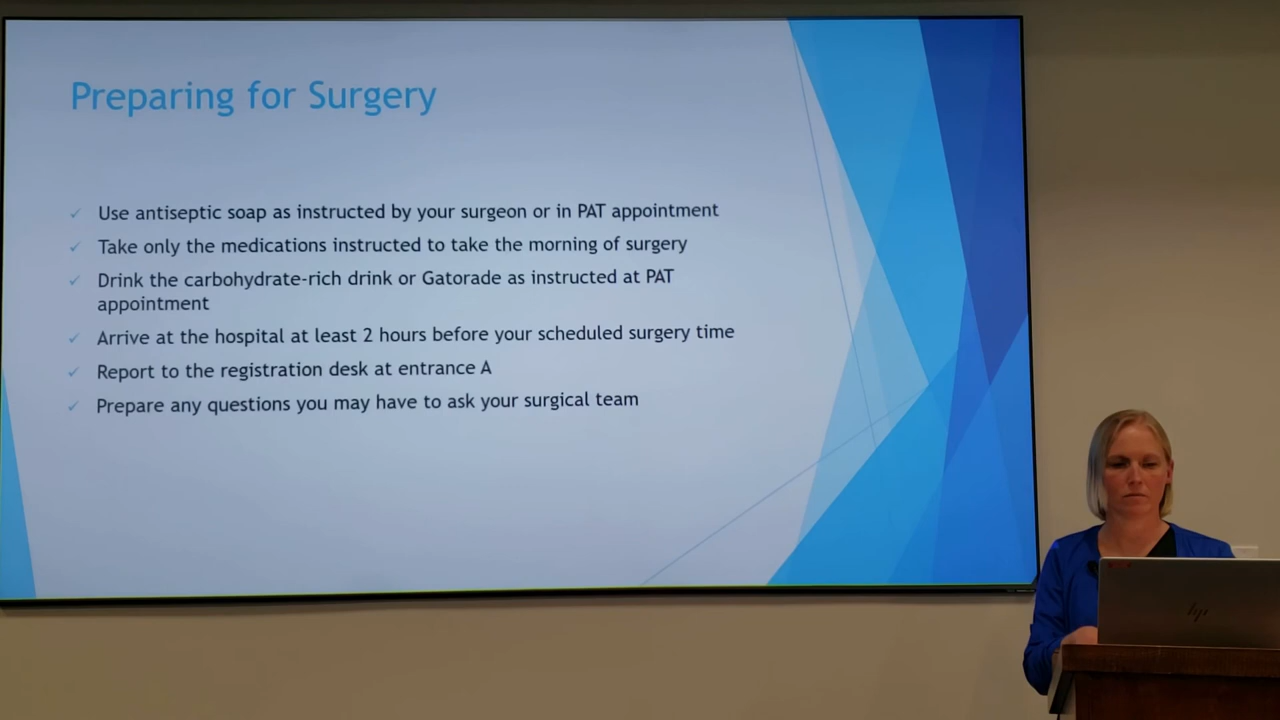 Preparing for Surgery
✓ Use antiseptic soap as instructed by your surgeon or in PAT appointment
✓ Take only the medications instructed to take the morning of surgery
✓ Drink the carbohydrate-rich drink or Gatorade as instructed at PAT
appointment
✓ Arrive at the hospital at least 2 hours before your scheduled surgery time
✓ Report to the registration desk at entrance A
✓ Prepare any questions you may have to ask your surgical team
hp